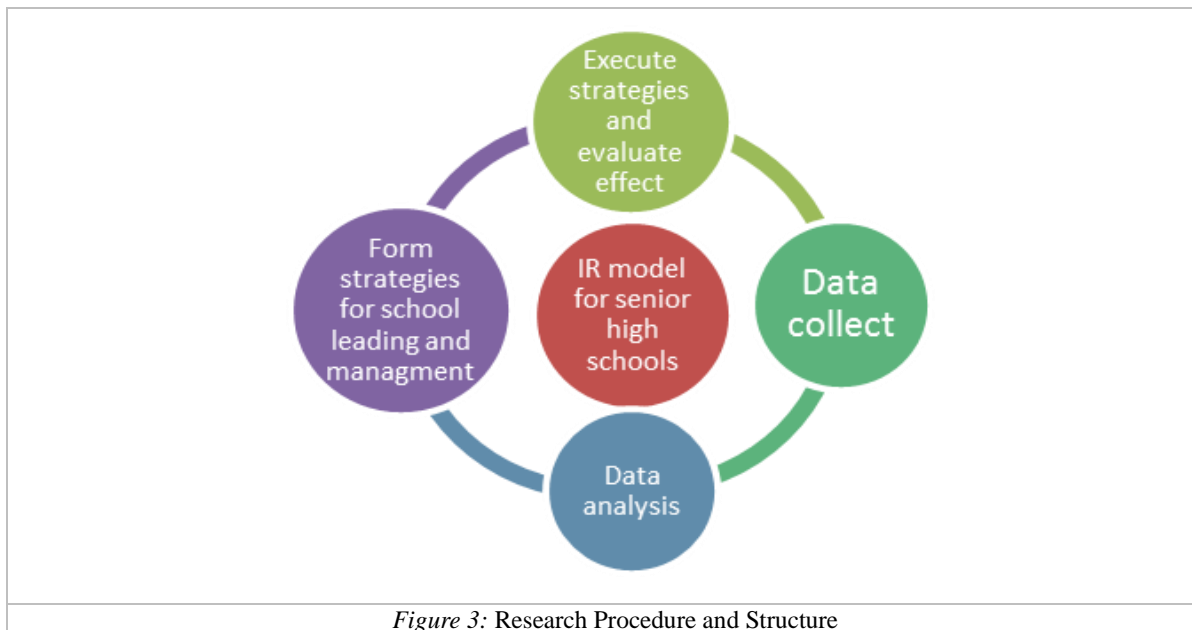 Execute
strategies
and
evaluate
effect
Form
strategies
for school
leading and
managment
IR model
for senior
high
schools
Data
collect
Data
analysis
Figure 3: Research Procedure and Structure